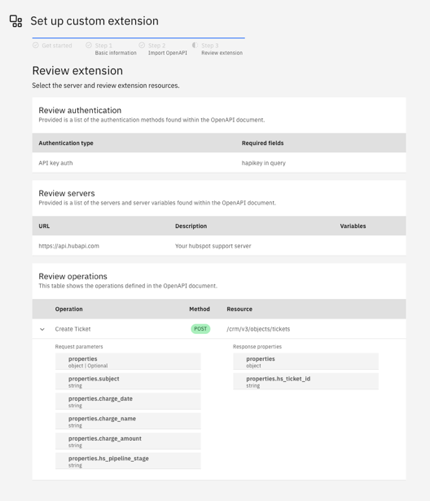 Set up custom extension
Get started
Step 1
Basic information
Step 2
Import OpenAPI
Step 3
Review extension
Review extension
Select the server and review extension resources.
Review authentication
Provided is a list of the authentication methods found within the OpenAPI document.
Authentication type Required fields
API key auth hapikey in query
Review servers
Provided is a list of the servers and server variables found within the OpenAPI document.
URL Description Variables
https://api.hubapi.com Your hubspot support server
Review operations
This table shows the operations defined in the OpenAPI document.
Operation Method Resource
Create Ticket POST /crm/v3/objects/tickets
Request parameters
properties
object | Optional
properties.subject
string
properties.charge_date
string
properties.charge_name
string
properties.charge_amount
string
properties.hs_pipeline_stage
string
Response properties
properties
object
properties.hs_ticket_id
string